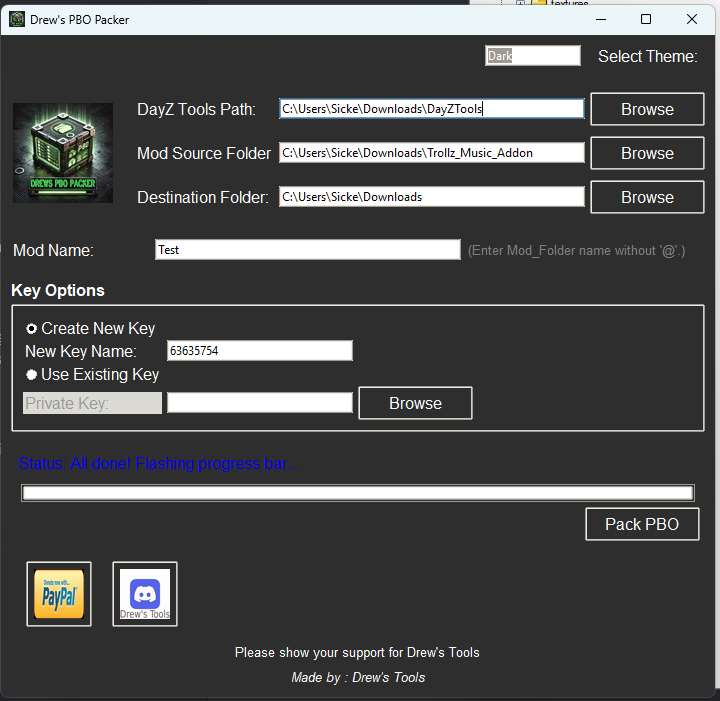 textures
Drew's PBO Packer
Dark
Select Theme:
DayZ Tools Path:
C:\Users\Sicke\Downloads\DayZTools
Browse
DREWS PBO PACKER
Mod Source Folder
C:\Users\Sicke\Downloads\Trollz_Music_Addon
Browse
Destination Folder:
C:\Users\Sicke\Downloads
Browse
Mod Name:
Test
(Enter Mod_Folder name without '@'.)
Key Options
Create New Key
New Key Name:
63635754
Use Existing Key
Private Key:
Browse
Status: All done! Flashing progress bar...
Pack PBO
Donate now with...
PayPal
Drew's Tools
Please show your support for Drew's Tools
Made by : Drew's Tools